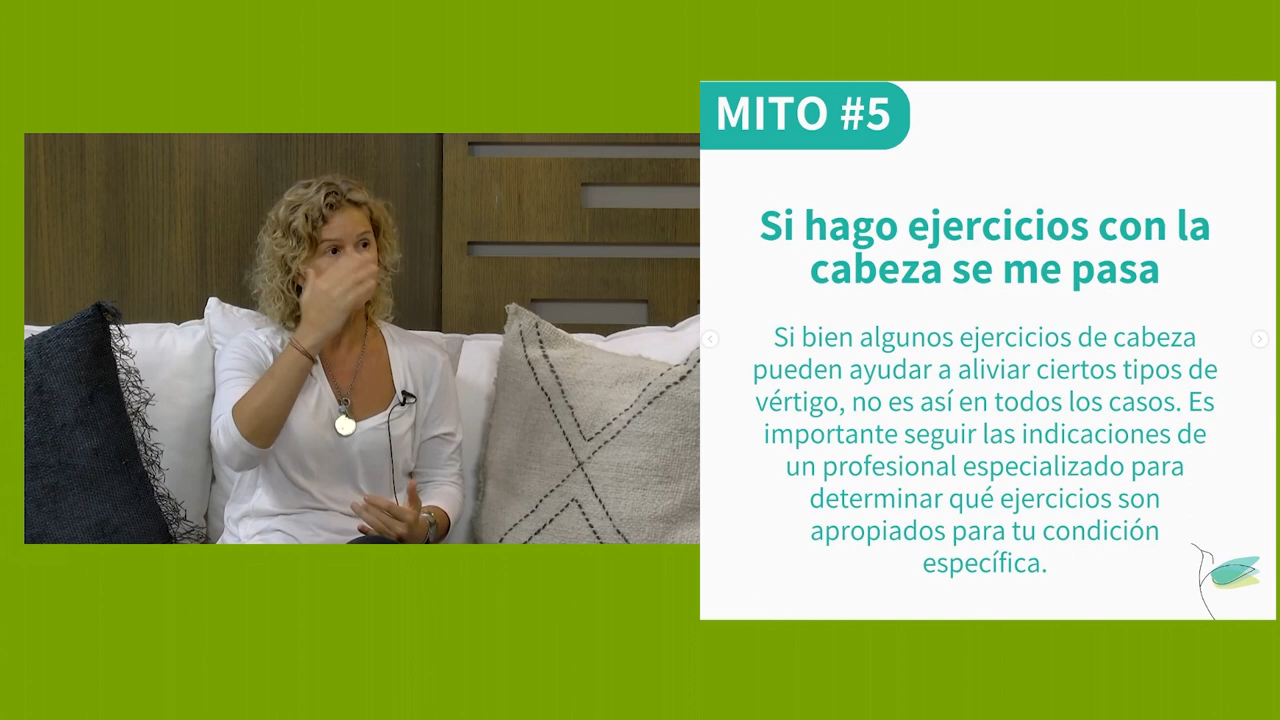 MITO #5
Si hago ejercicios con la
cabeza se me pasa
Si bien algunos ejercicios de cabeza
pueden ayudar a aliviar ciertos tipos de
vértigo, no es así en todos los casos. Es
importante seguir las indicaciones de
un profesional especializado para
determinar qué ejercicios son
apropiados para tu condición
específica.